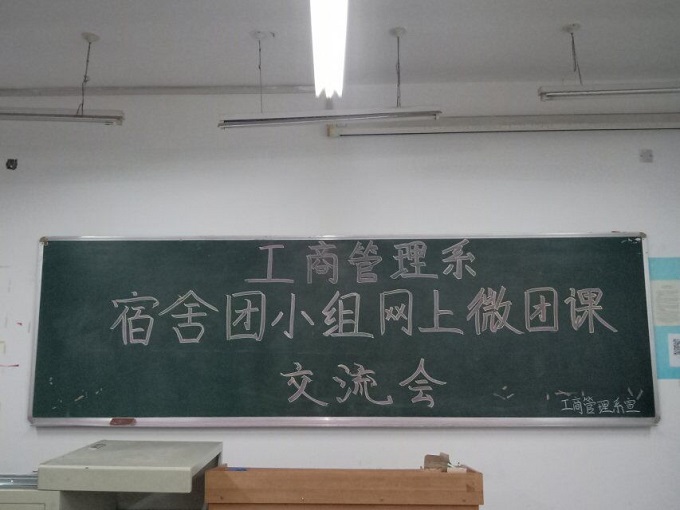 工商管理系
宿舍团小组网上微团课
交流会
工商管理系宣